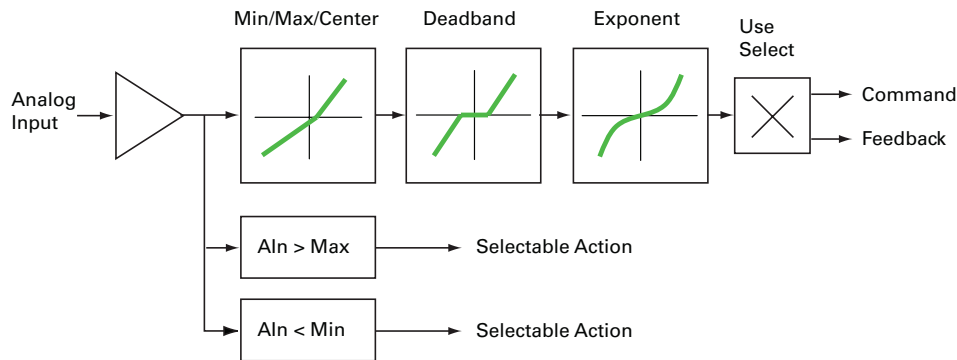 Min/Max/Center
Deadband
Exponent
Use
Select
Analog
Input
Command
Feedback
AIn > Max
Selectable Action
AIn < Min
Selectable Action